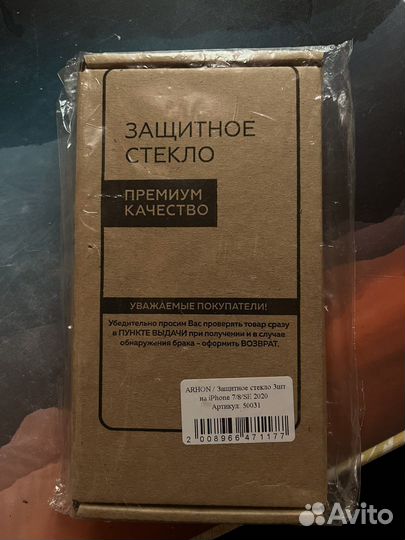 ЗАЩИТНОЕ
СТЕКЛО
ПРЕМИУМ
КАЧЕСТВО
УВАЖАЕМЫЕ ПОКУПАТЕЛИ!
Убедительно просим Вас проверять товар сразу
в ПУНКТЕ ВЫДАЧИ при получении и в случае
обнаружения брака - оформить ВОЗВРАТ.
ARHON / Защитное стекло 3шт
на iPhone 7/8/SE 2020
Артикул: 50031
2 008966 471177
Avito